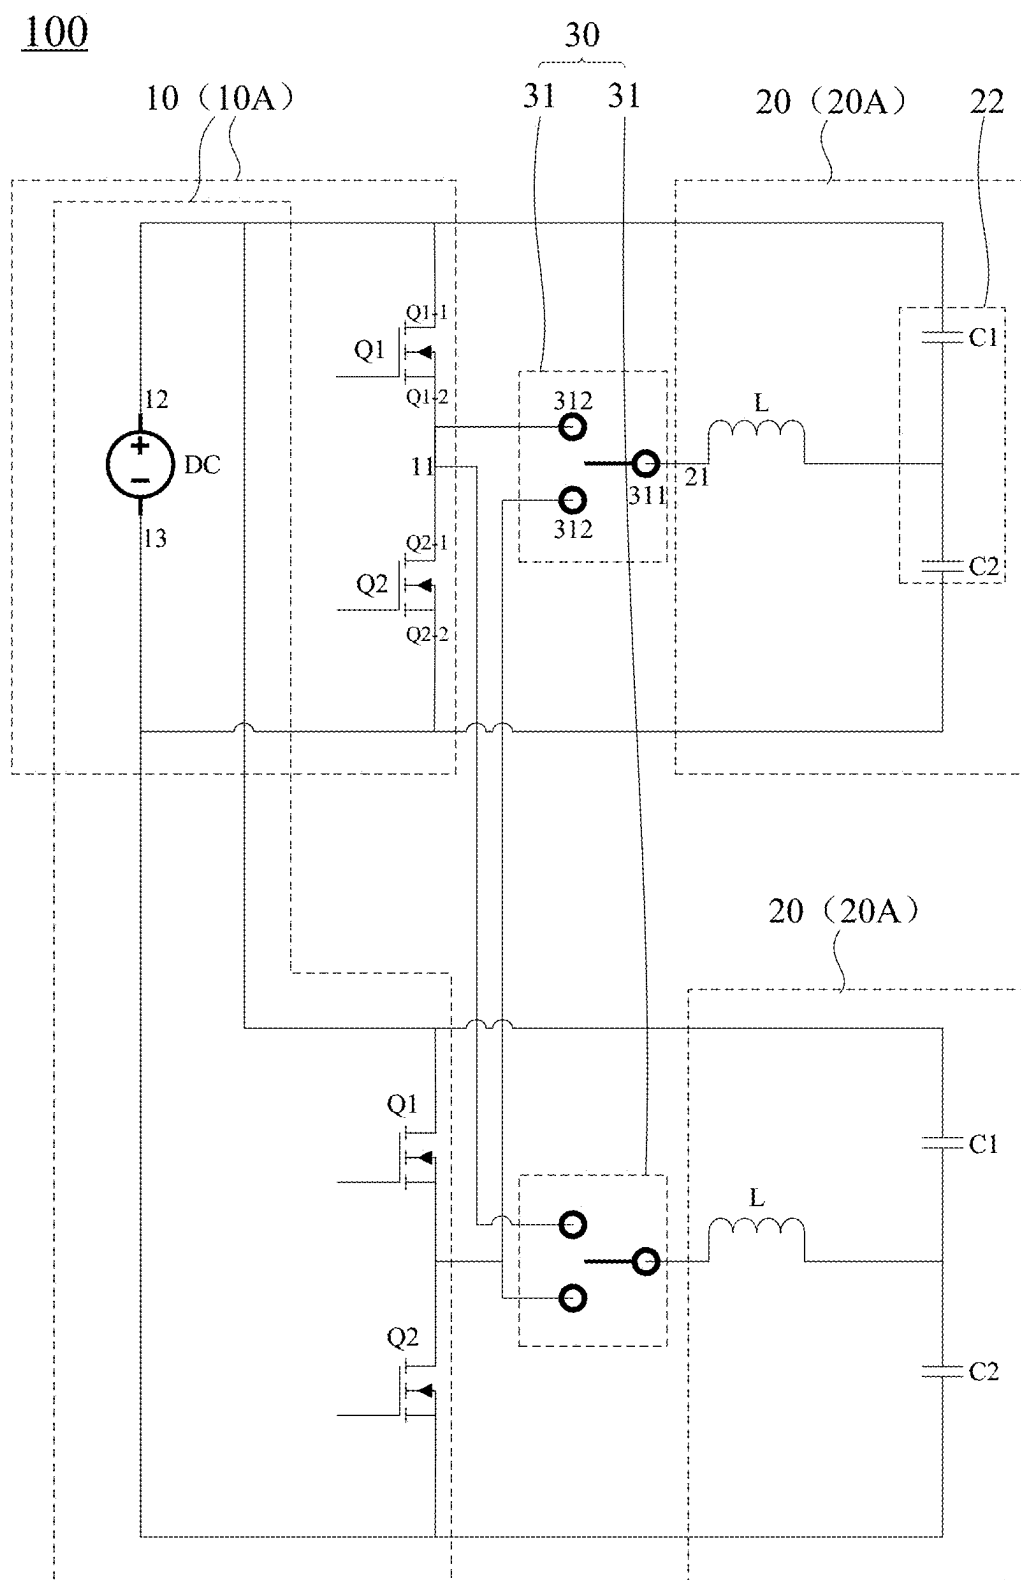 100
30
10（10A）
31
31
20（20A）
22
Q1-1
C1
Q1
Q1-2
12
312
L
+
DC
11
21
311
−
312
13
Q2-1
C2
Q2
Q2-2
20（20A）
Q1
C1
L
Q2
C2